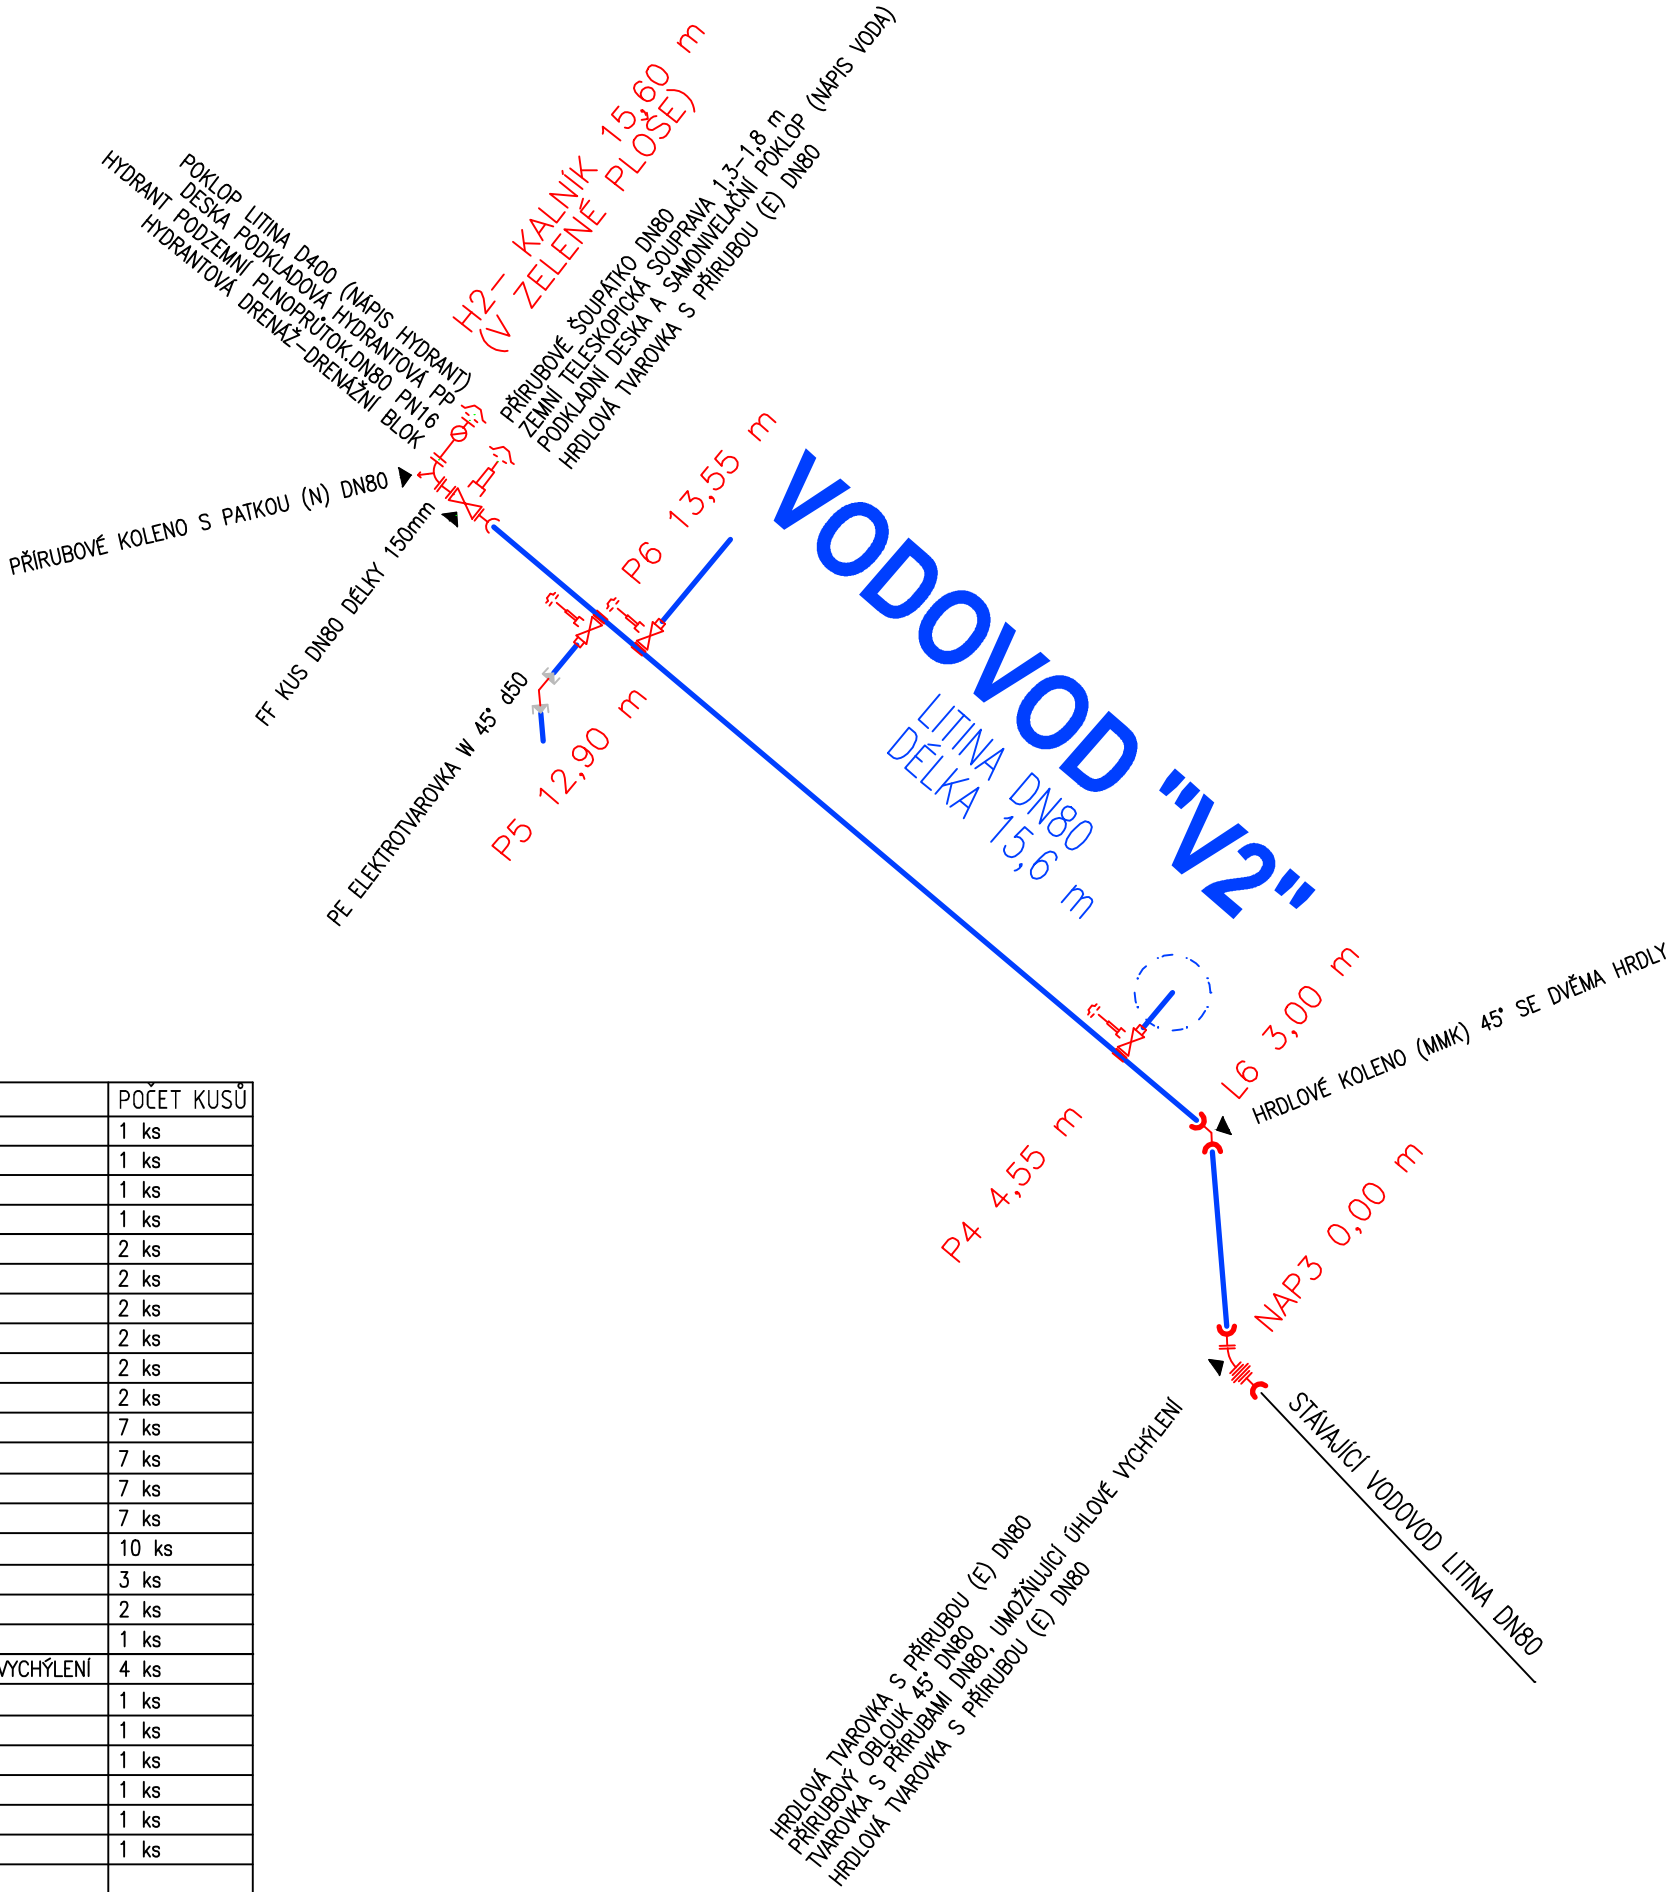 H2– KALNÍK 15,60 m
(V ZELENÉ PLOŠE)
POKLOP LITINA D400 (NÁPIS HYDRANT)
DESKA PODKLADOVÁ HYDRANTOVÁ PP
HYDRANT PODZEMNÍ PLNOPRŮTOK.DN80 PN16
HYDRANTOVÁ DRENÁŽ–DRENÁŽNÍ BLOK
PŘÍRUBOVÉ ŠOUPÁTKO DN80
ZEMNÍ TELESKOPICKÁ SOUPRAVA 1,3–1,8 m
PODKLADNÍ DESKA A SAMONIVELAČNÍ POKLOP (NÁPIS VODA)
HRDLOVÁ TVAROVKA S PŘÍRUBOU (E) DN80
PŘÍRUBOVÉ KOLENO S PATKOU (N) DN80
FF KUS DN80 DÉLKY 150mm
P6 13,55 m
PE ELEKTROTVAROVKA W 45° d50
P5 12,90 m
VODOVOD "V2"
LITINA DN80
DÉLKA 15,6 m
L6 3,00 m
HRDLOVÉ KOLENO (MMK) 45° SE DVĚMA HRDLY
P4 4,55 m
NAP3 0,00 m
STÁVAJÍCÍ VODOVOD LITINA DN80
HRDLOVÁ TVAROVKA S PŘÍRUBOU (E) DN80
PŘÍRUBOVÝ OBLOUK 45° DN80
TVAROVKA S PŘÍRUBAMI DN80, UMOŽŇUJÍCÍ ÚHLOVÉ VYCHÝLENÍ
HRDLOVÁ TVAROVKA S PŘÍRUBOU (E) DN80
POČET KUSŮ
1 ks
1 ks
1 ks
1 ks
2 ks
2 ks
2 ks
2 ks
2 ks
2 ks
7 ks
7 ks
7 ks
7 ks
10 ks
3 ks
2 ks
1 ks
VYCHÝLENÍ 4 ks
1 ks
1 ks
1 ks
1 ks
1 ks
1 ks